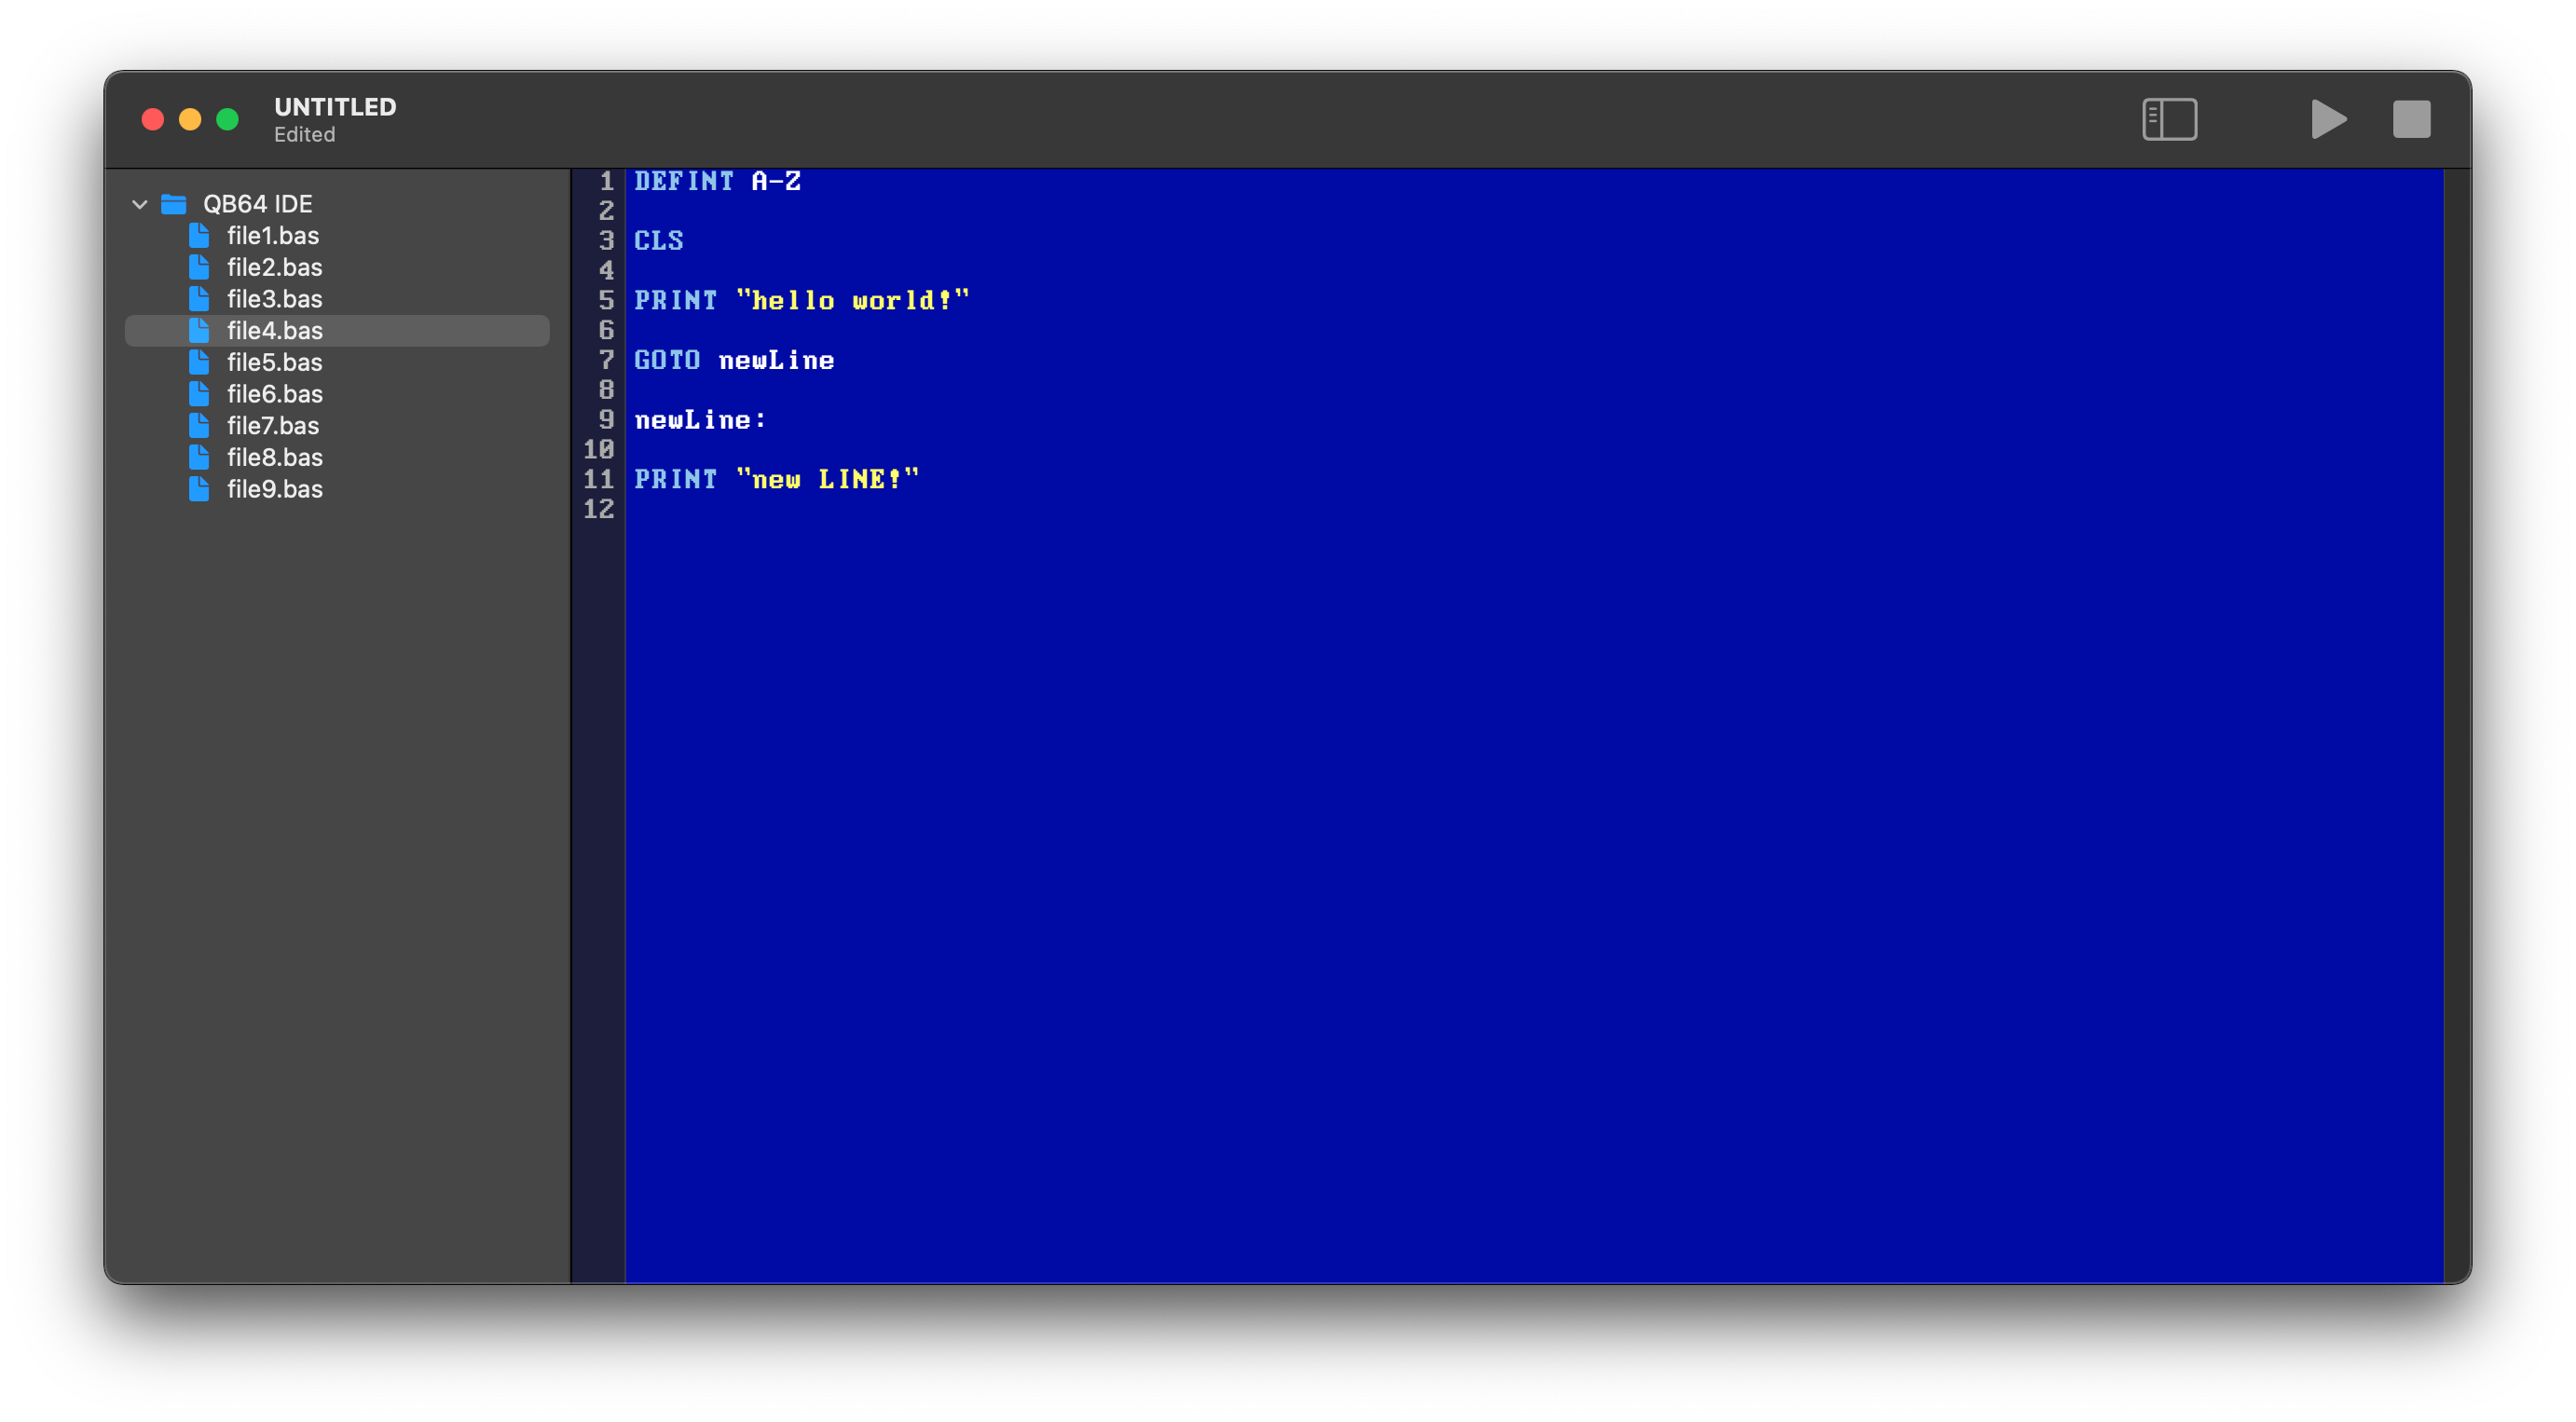 UNTITLED
Edited
QB64 IDE
file1.bas
file2.bas
file3.bas
file4.bas
file5.bas
file6.bas
file7.bas
file8.bas
file9.bas
1 DEFINT A-Z
2
3 CLS
4
5 PRINT "hello world!"
6
7 GOTO newLine
8
9 newLine:
10
11 PRINT "new LINE!"
12